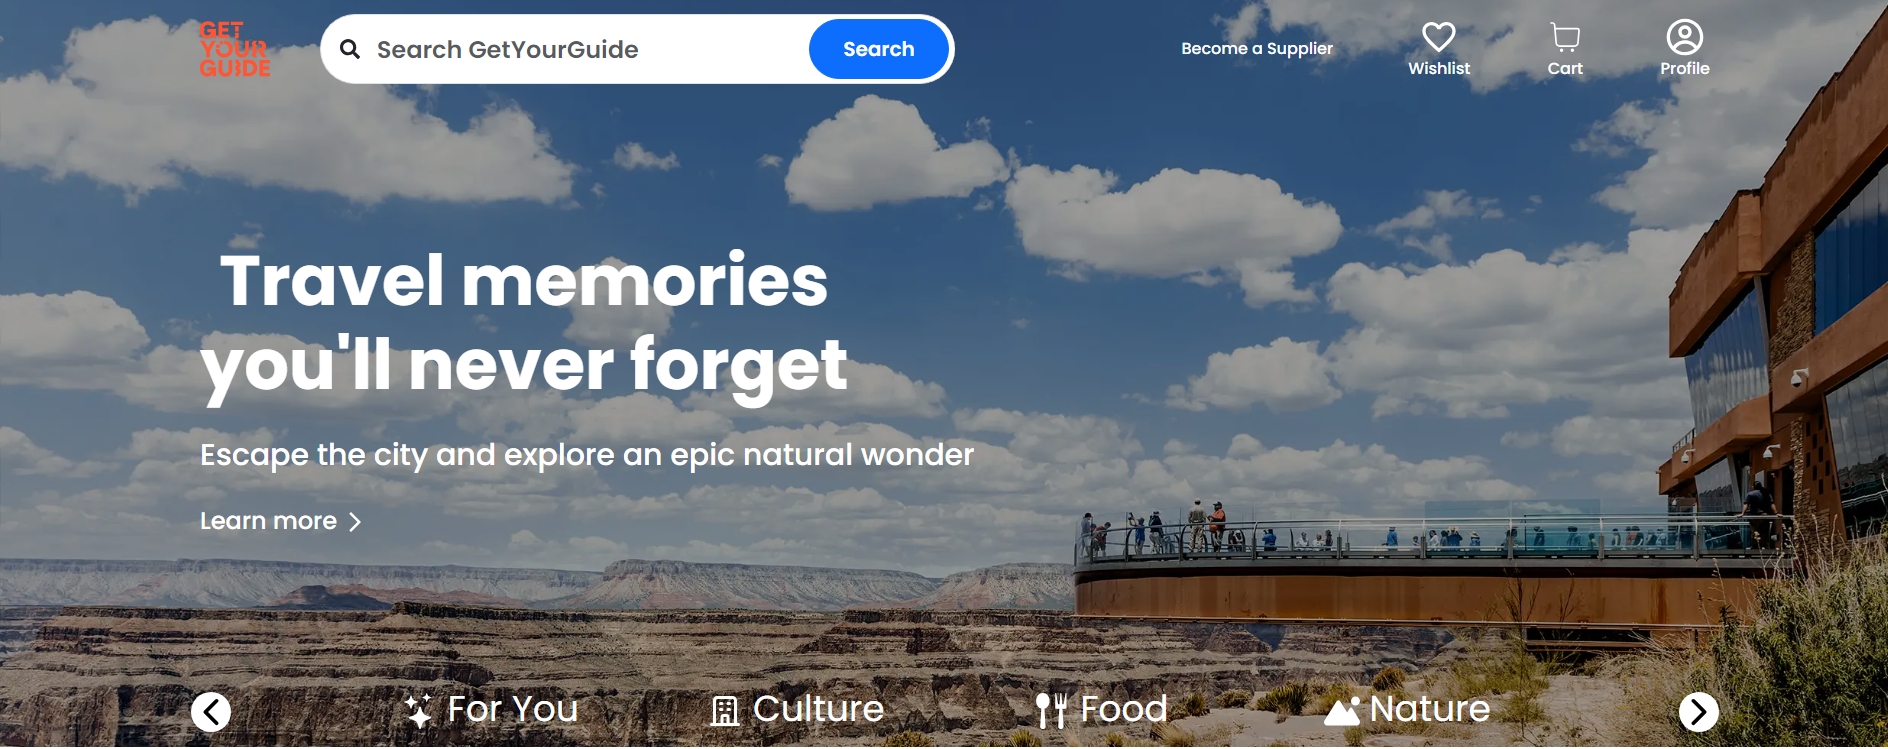 GET
YOUR
GUIDE
Search GetYourGuide
Search
Become a Supplier
Wishlist
Cart
Profile
Travel memories
you'll never forget
Escape the city and explore an epic natural wonder
Learn more
For You
Culture
Food
Nature